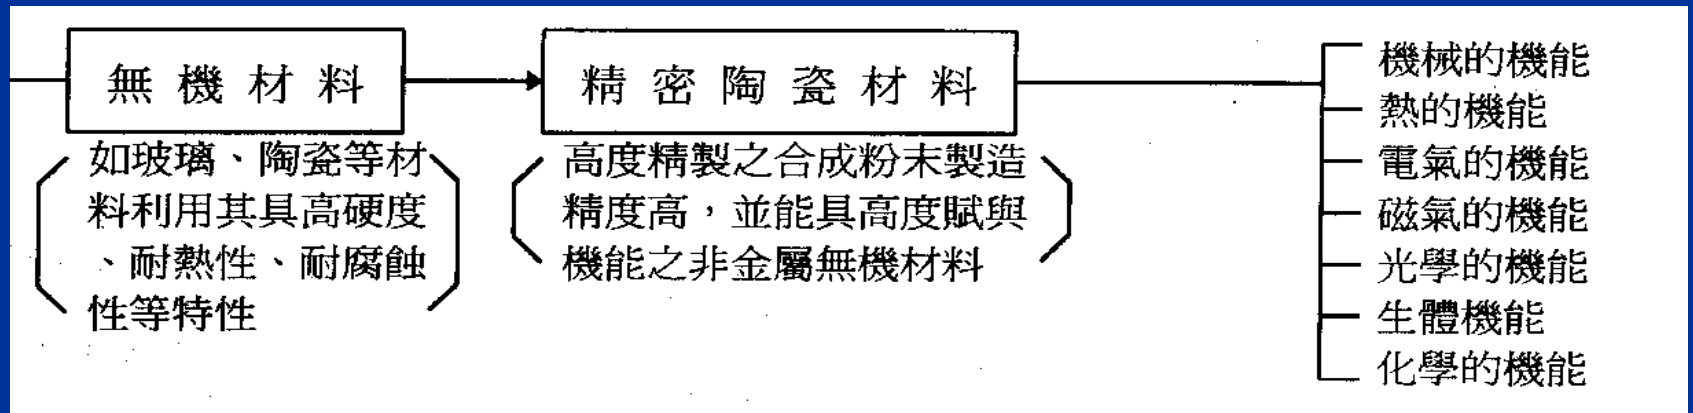 無機材料
如玻璃、陶瓷等材
料利用其具高硬度
、耐熱性、耐腐蝕
性等特性
精密陶瓷材料
高度精製之合成粉末製造
精度高，並能具高度賦與
機能之非金屬無機材料
機械的機能
熱的機能
電氣的機能
磁氣的機能
光學的機能
生體機能
化學的機能